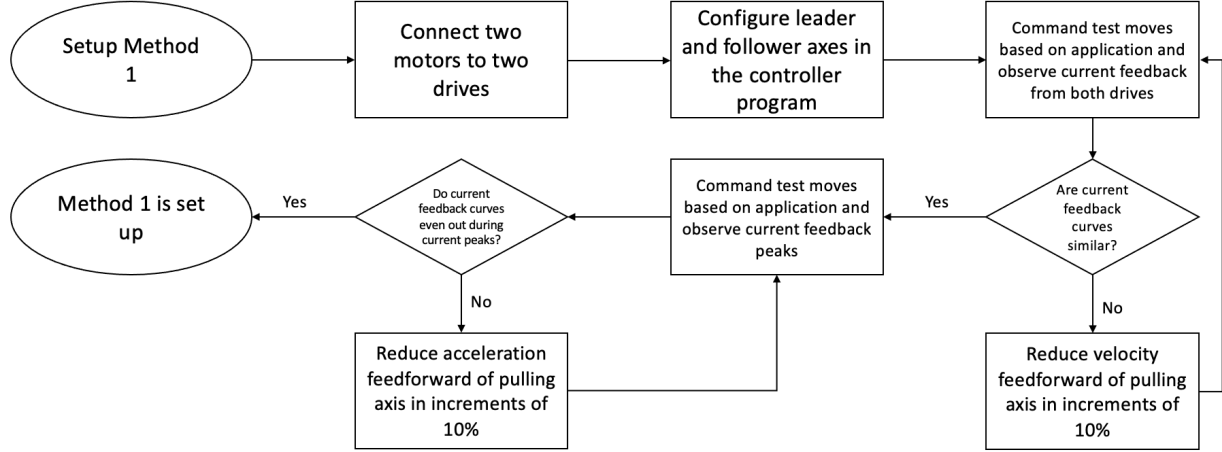 Setup Method
1
Connect two
motors to two
drives
Configure leader
and follower axes in
the controller
program
Command test moves
based on application and
observe current feedback
from both drives
Are current
feedback
curves
similar?
Yes
No
Reduce velocity
feedforward of pulling
axis in increments of
10%
Command test moves
based on application and
observe current feedback
peaks
Do current
feedback curves
even out during
current peaks?
Yes
No
Reduce acceleration
feedforward of pulling
axis in increments of
10%
Method 1 is set
up